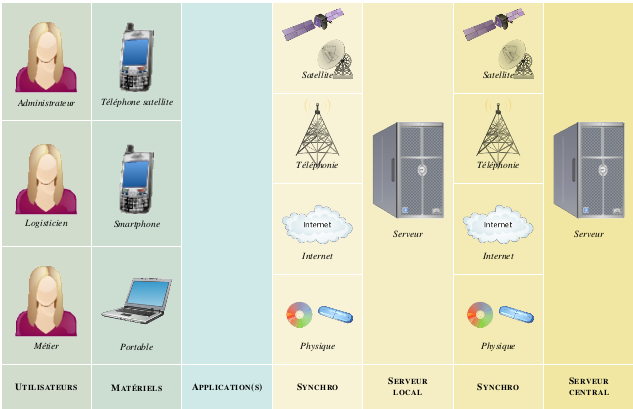 Administrateur
Téléphone satellite
Satellite
Satellite
Téléphonie
Téléphonie
Logisticien
Smartphone
Internet
Internet
Serveur
Internet
Internet
Serveur
Métier
Portable
Physique
Physique
UTILISATEURS
MATÉRIELS
APPLICATION(S)
SYNCHRO
SERVEUR
LOCAL
SYNCHRO
SERVEUR
CENTRAL